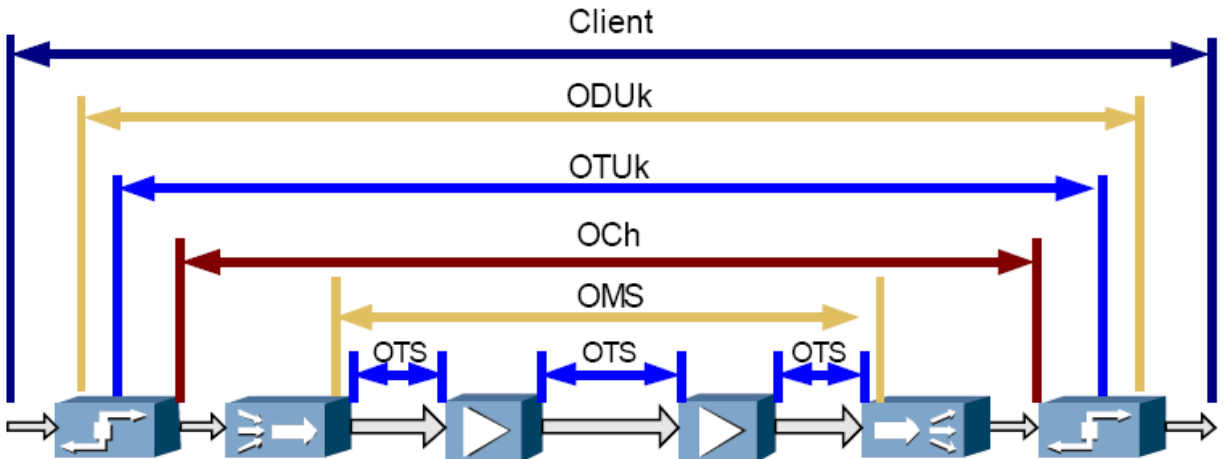 Client
ODUk
OTUk
OCh
OMS
OTS OTS OTS